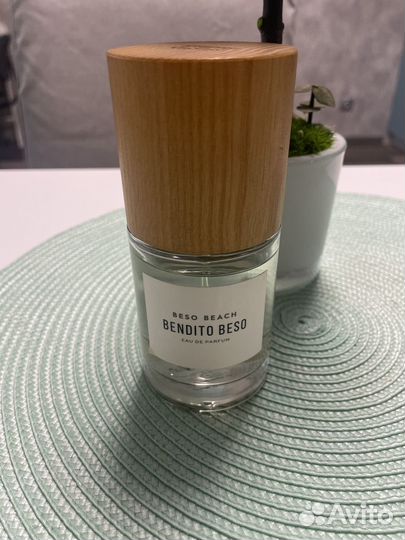 BESO BEACH
BENDITO BESO
EAU DE PARFUM
Avito